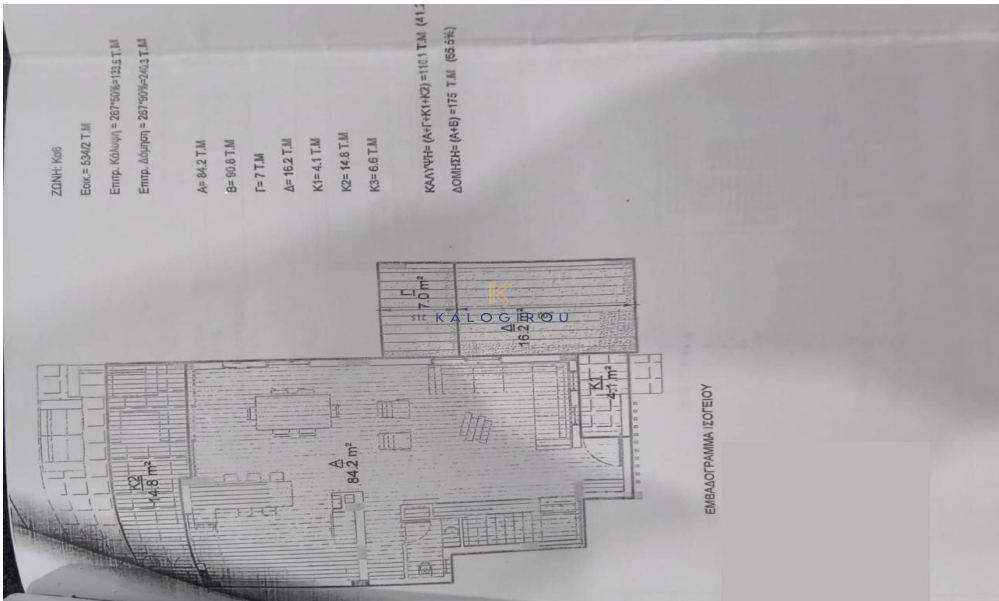 ΖΩΝΗ: Κα6
Εοικ.= 534/2 Τ.Μ
Επιτρ. Κάλυψη = 267*50%=133.5 Τ.Μ
Επιτρ. Δόμηση = 267*90%=240.3 Τ.Μ
Α= 84.2 Τ.Μ
Β= 90.8 Τ.Μ
Γ= 7 Τ.Μ
Δ= 16.2 Τ.Μ
Κ1= 4.1 Τ.Μ
Κ2= 14.8 Τ.Μ
Κ3= 6.6 Τ.Μ
ΚΑΛΥΨΗ= (Α+Γ+Κ1+Κ2) =110.1 Τ.Μ (41.2
ΔΟΜΗΣΗ= (Α+Β) =175 Τ.Μ
Γ
7.0 m²
Δ
16.2 m²
K
KALOGIROU
Κ1
4.1 m²
Κ2
14.8 m²
Α
84.2 m²
ΕΜΒΑΔΟΓΡΑΜΜΑ ΙΣΟΓΕΙΟΥ